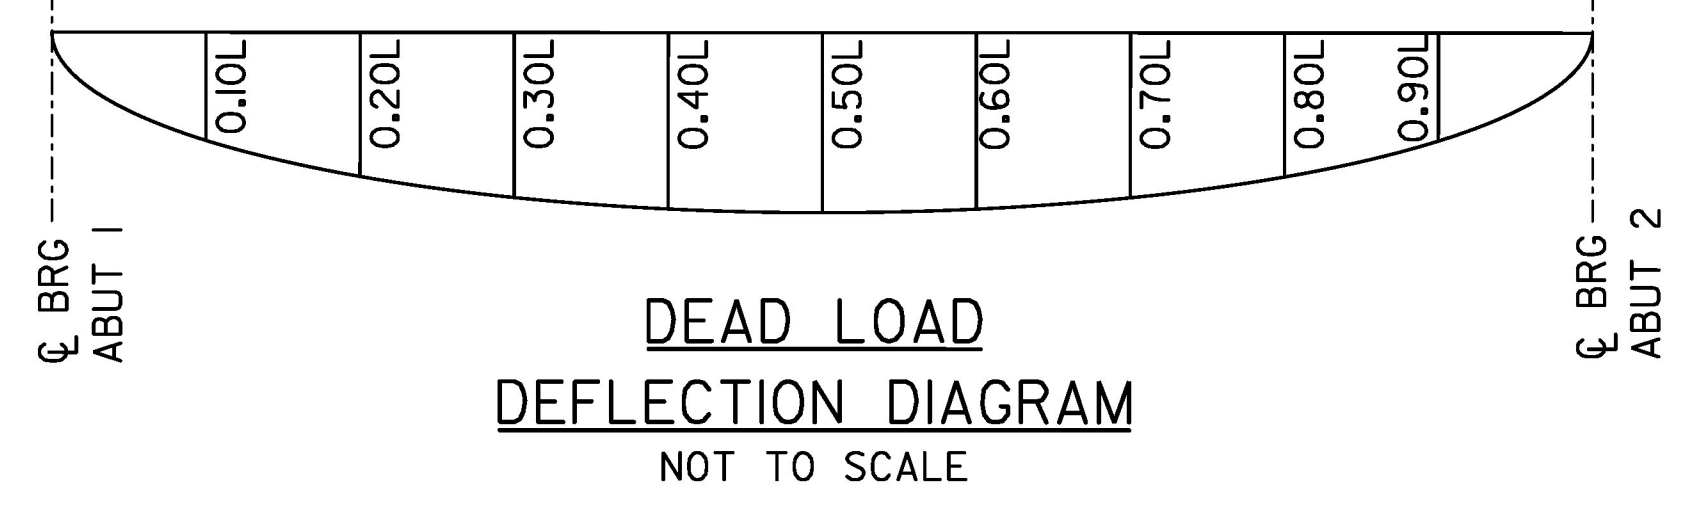 0.10L
0.20L
0.30L
0.40L
0.50L
0.60L
0.70L
0.80L
0.90L
℄ BRG
ABUT 1
℄ BRG
ABUT 2
DEAD LOAD
DEFLECTION DIAGRAM
NOT TO SCALE